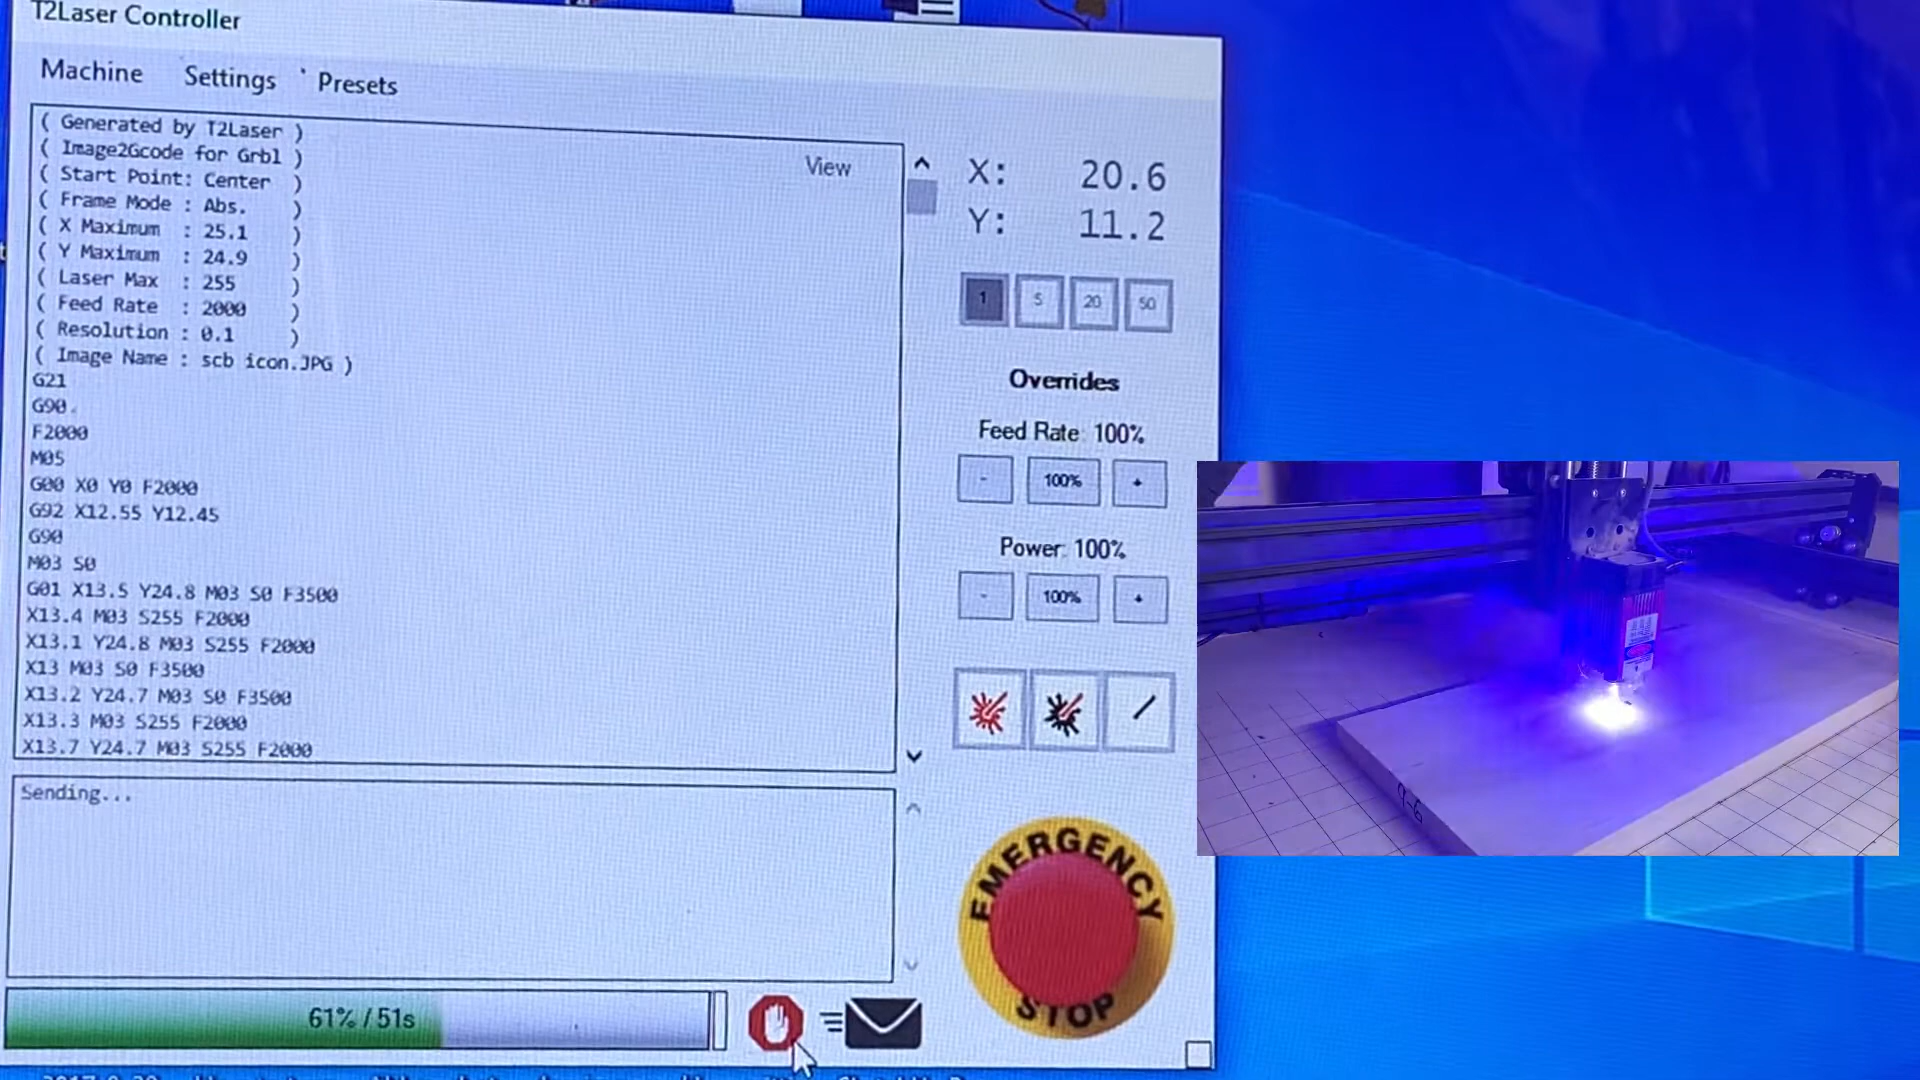 T2Laser Controller
Machine Settings Presets
( Generated by T2Laser )
( Image2Gcode for Grbl )
( Start Point: Center )
( Frame Mode : Abs. )
( X Maximum : 25.1 )
( Y Maximum : 24.9 )
( Laser Max : 255 )
( Feed Rate : 2000 )
( Resolution : 0.1 )
( Image Name : scb icon.JPG )
G21
G90
F2000
M05
G00 X0 Y0 F2000
G92 X12.55 Y12.45
G90
M03 S0
G01 X13.5 Y24.8 M03 S0 F3500
X13.4 M03 S255 F2000
X13.1 Y24.8 M03 S255 F2000
X13 M03 S0 F3500
X13.2 Y24.7 M03 S0 F3500
X13.3 M03 S255 F2000
X13.7 Y24.7 M03 S255 F2000
View
X: 20.6
Y: 11.2
1 5 20 50
Overrides
Feed Rate: 100%
- 100% +
Power: 100%
- 100% +
Sending...
61% / 51s
EMERGENCY
STOP
9-6